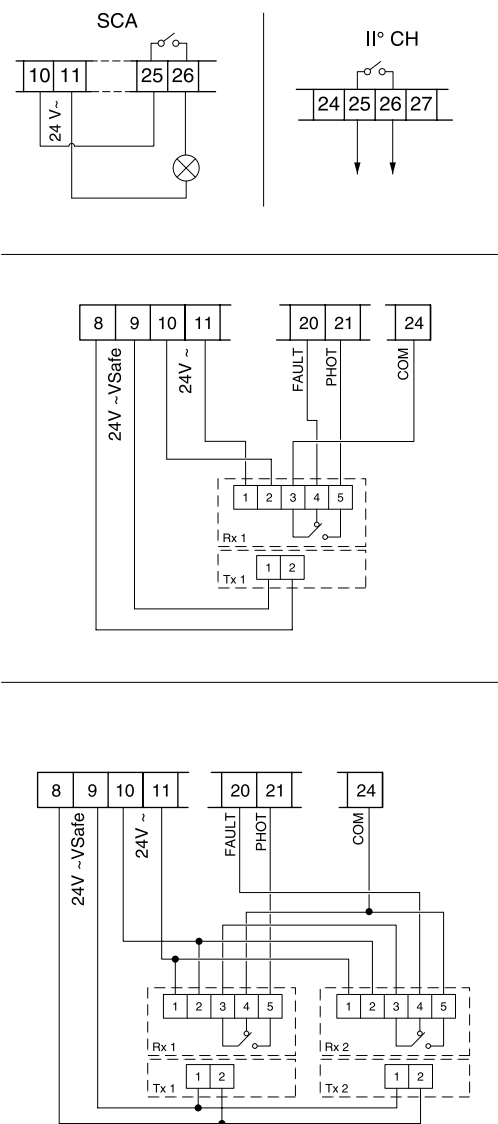 SCA
II° CH
10 11 25 26
24 V~
24 25 26 27
8 9 10 11 20 21 24
24V ~VSafe
24V ~
FAULT
PHOT
COM
1 2 3 4 5
Rx 1
1 2
Tx 1
8 9 10 11 20 21 24
24V ~VSafe
24V ~
FAULT
PHOT
COM
1 2 3 4 5
1 2 3 4 5
Rx 1
Rx 2
1 2
1 2
Tx 1
Tx 2